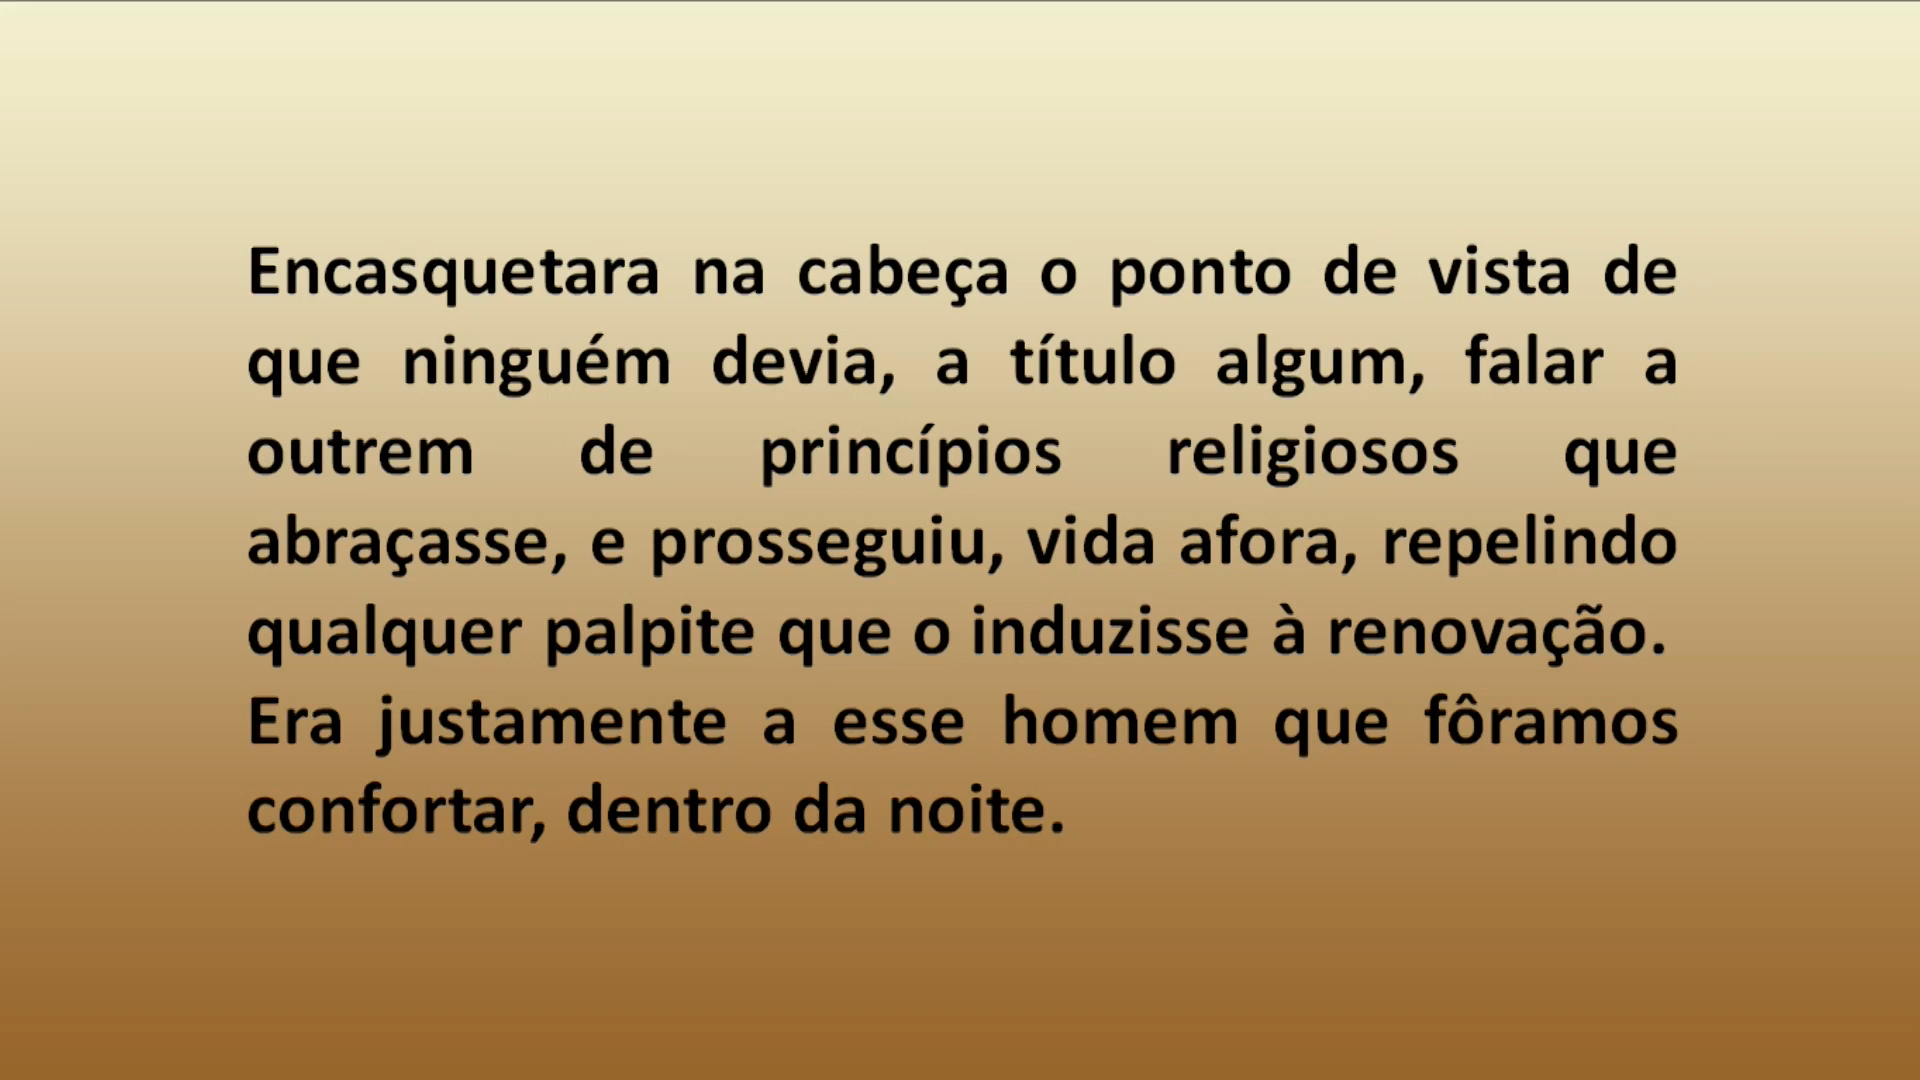 Encasquetara na cabeça o ponto de vista de
que ninguém devia, a título algum, falar a
outrem de princípios religiosos que
abraçasse, e prosseguiu, vida afora, repelindo
qualquer palpite que o induzisse à renovação.
Era justamente a esse homem que fôramos
confortar, dentro da noite.